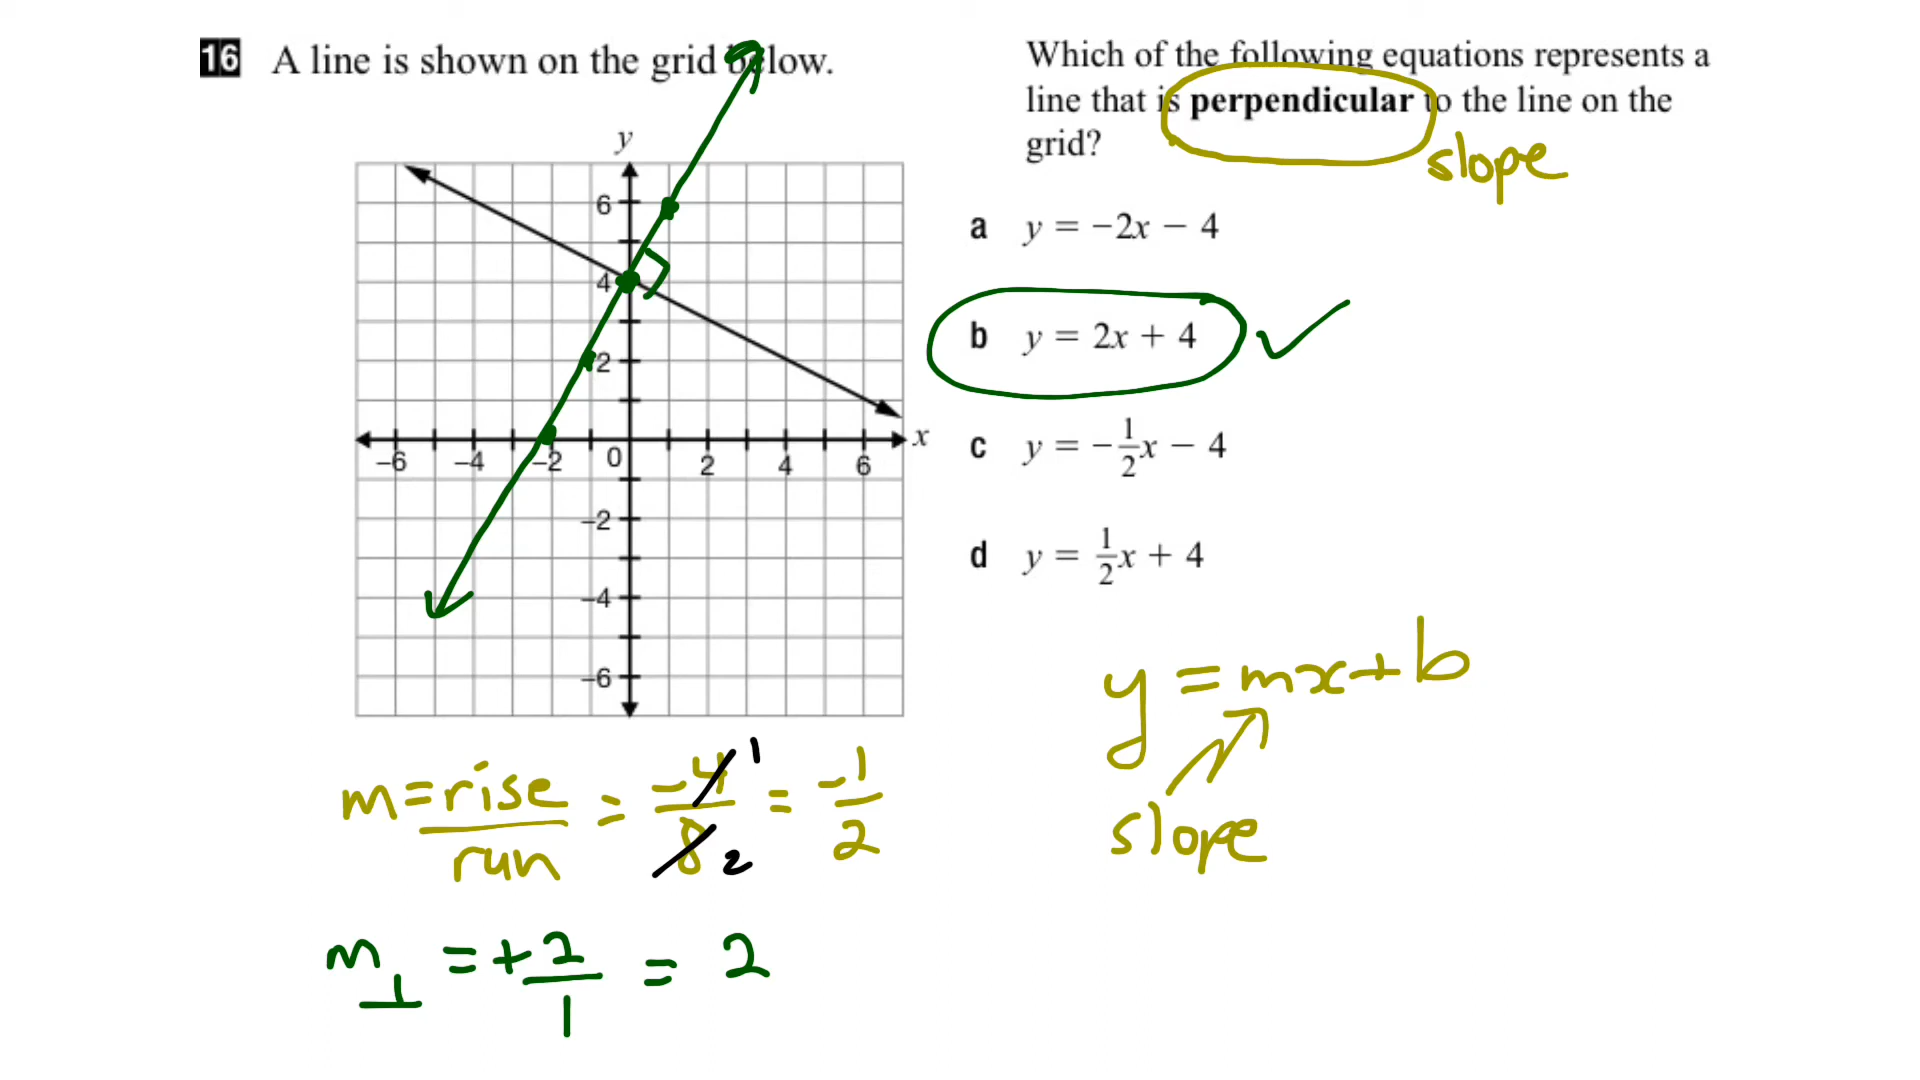 16 A line is shown on the grid below.
y
6
4
2
-6 -4 -2 0 2 4 6 x
-2
-4
-6
m = rise/run = -4/8 = -1/2
1
2
m⊥ = +2/1 = 2
Which of the following equations represents a
line that is perpendicular to the line on the
grid?
slope
a y = -2x - 4
b y = 2x + 4 ✓
c y = -1/2x - 4
d y = 1/2x + 4
y = mx + b
slope